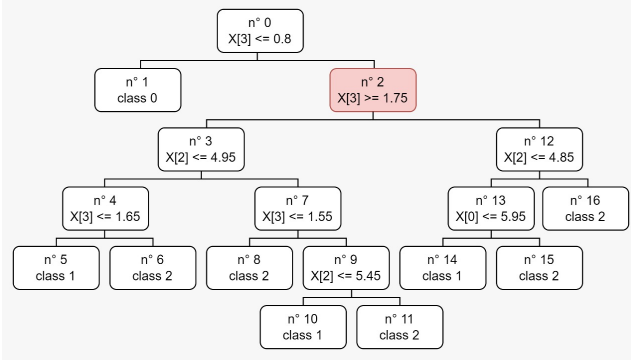 n° 0
X[3] <= 0.8
n° 1
class 0
n° 2
X[3] >= 1.75
n° 3
X[2] <= 4.95
n° 12
X[2] <= 4.85
n° 4
X[3] <= 1.65
n° 7
X[3] <= 1.55
n° 13
X[0] <= 5.95
n° 16
class 2
n° 5
class 1
n° 6
class 2
n° 8
class 2
n° 9
X[2] <= 5.45
n° 14
class 1
n° 15
class 2
n° 10
class 1
n° 11
class 2